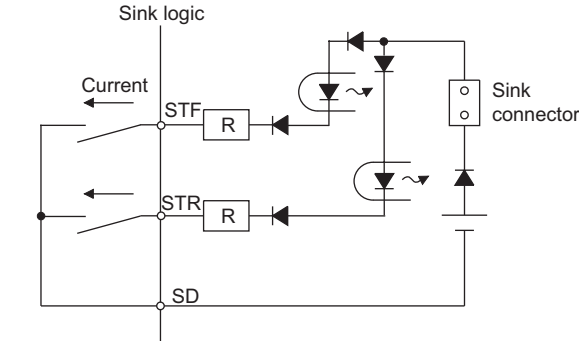 Sink logic
Current
STF
R
Sink
connector
STR
R
SD